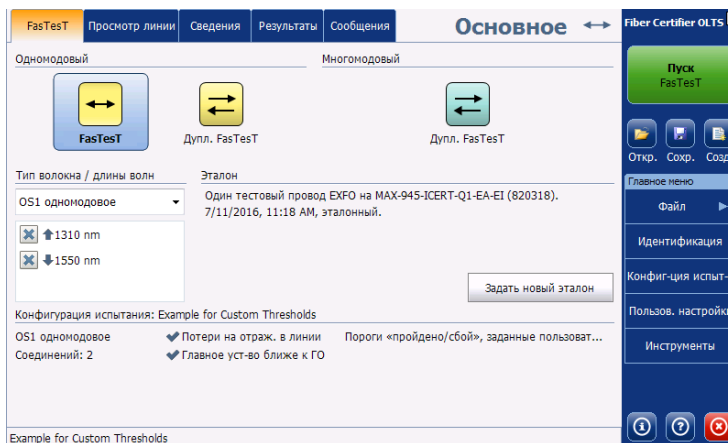 FasTesT
Просмотр линии
Сведения
Результаты
Сообщения
Основное
Fiber Certifier OLTS
Одномодовый
Многомодовый
FasTesT
Дупл. FasTesT
Дупл. FasTesT
Пуск
FasTesT
Откр.
Сохр.
Тип волокна / длины волн
OS1 одномодовое
1310 nm
1550 nm
Эталон
Один тестовый провод EXFO на MAX-945-ICERT-Q1-EA-EI (820318).
7/11/2016, 11:18 AM, эталонный.
Задать новый эталон
Конфигурация испытания: Example for Custom Thresholds
OS1 одномодовое
Потери на отраж. в линии
Пороги «пройдено/сбой», заданные пользоват...
Соединений: 2
Главное уст-во ближе к ГО
Главное меню
Файл
Идентификация
Конфиг-ция испыт-
Пользов. настройки
Инструменты
Example for Custom Thresholds